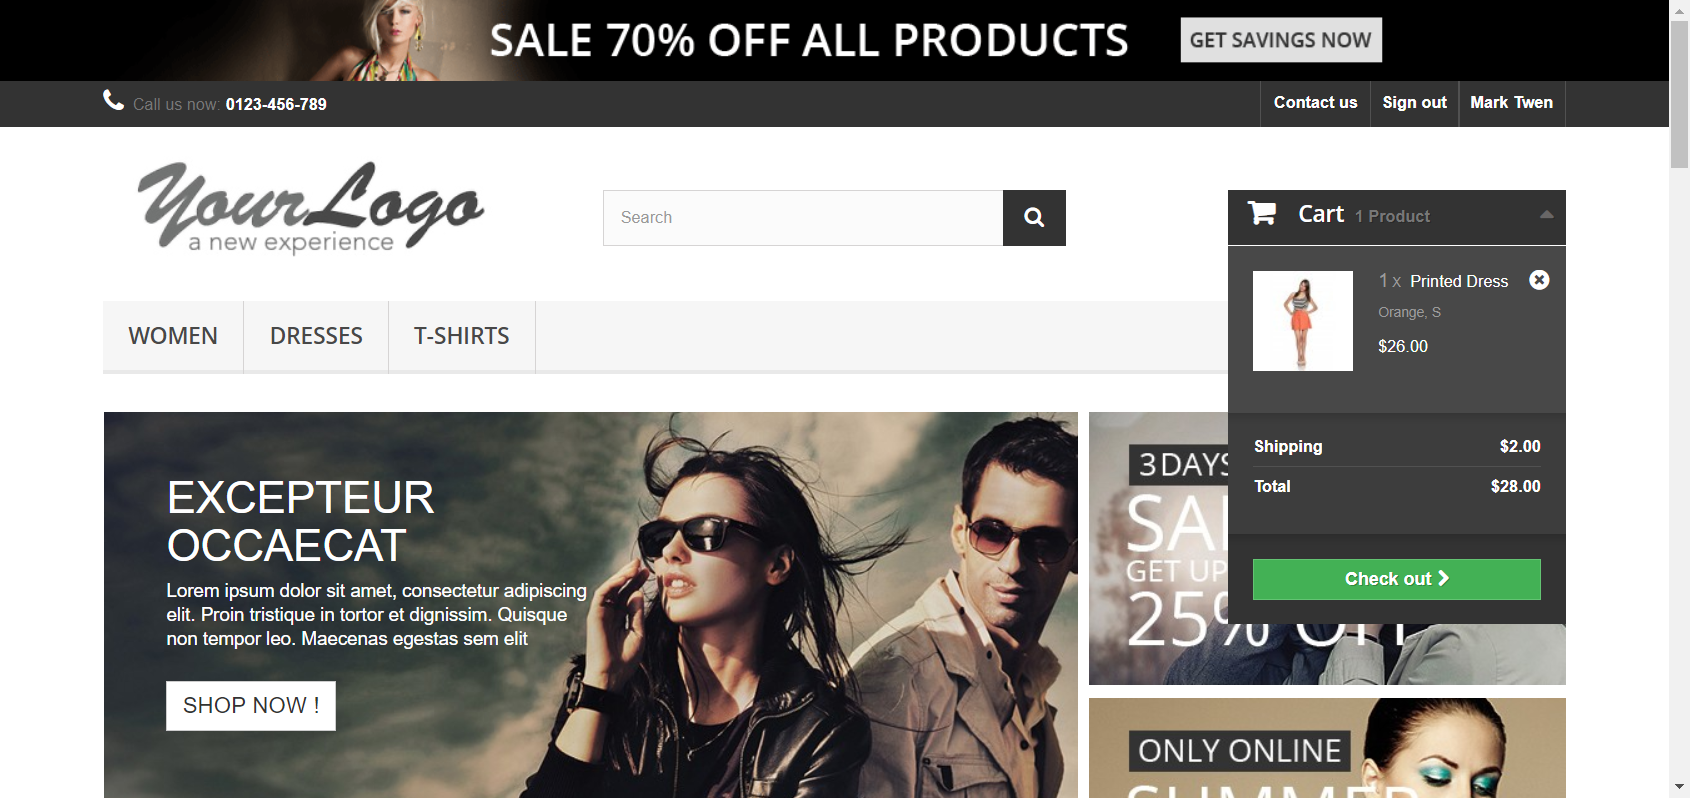 SALE 70% OFF ALL PRODUCTS
GET SAVINGS NOW
Call us now: 0123-456-789
Contact us
Sign out
Mark Twen
YourLogo
a new experience
Search
Cart 1 Product
1 x Printed Dress
Orange, S
$26.00
Shipping $2.00
Total $28.00
Check out
WOMEN
DRESSES
T-SHIRTS
EXCEPTEUR
OCCAECAT
Lorem ipsum dolor sit amet, consectetur adipiscing
elit. Proin tristique in tortor et dignissim. Quisque
non tempor leo. Maecenas egestas sem elit
SHOP NOW !
3 DAYS
SAL
GET UP
25% OFF
ONLY ONLINE
SUMMER